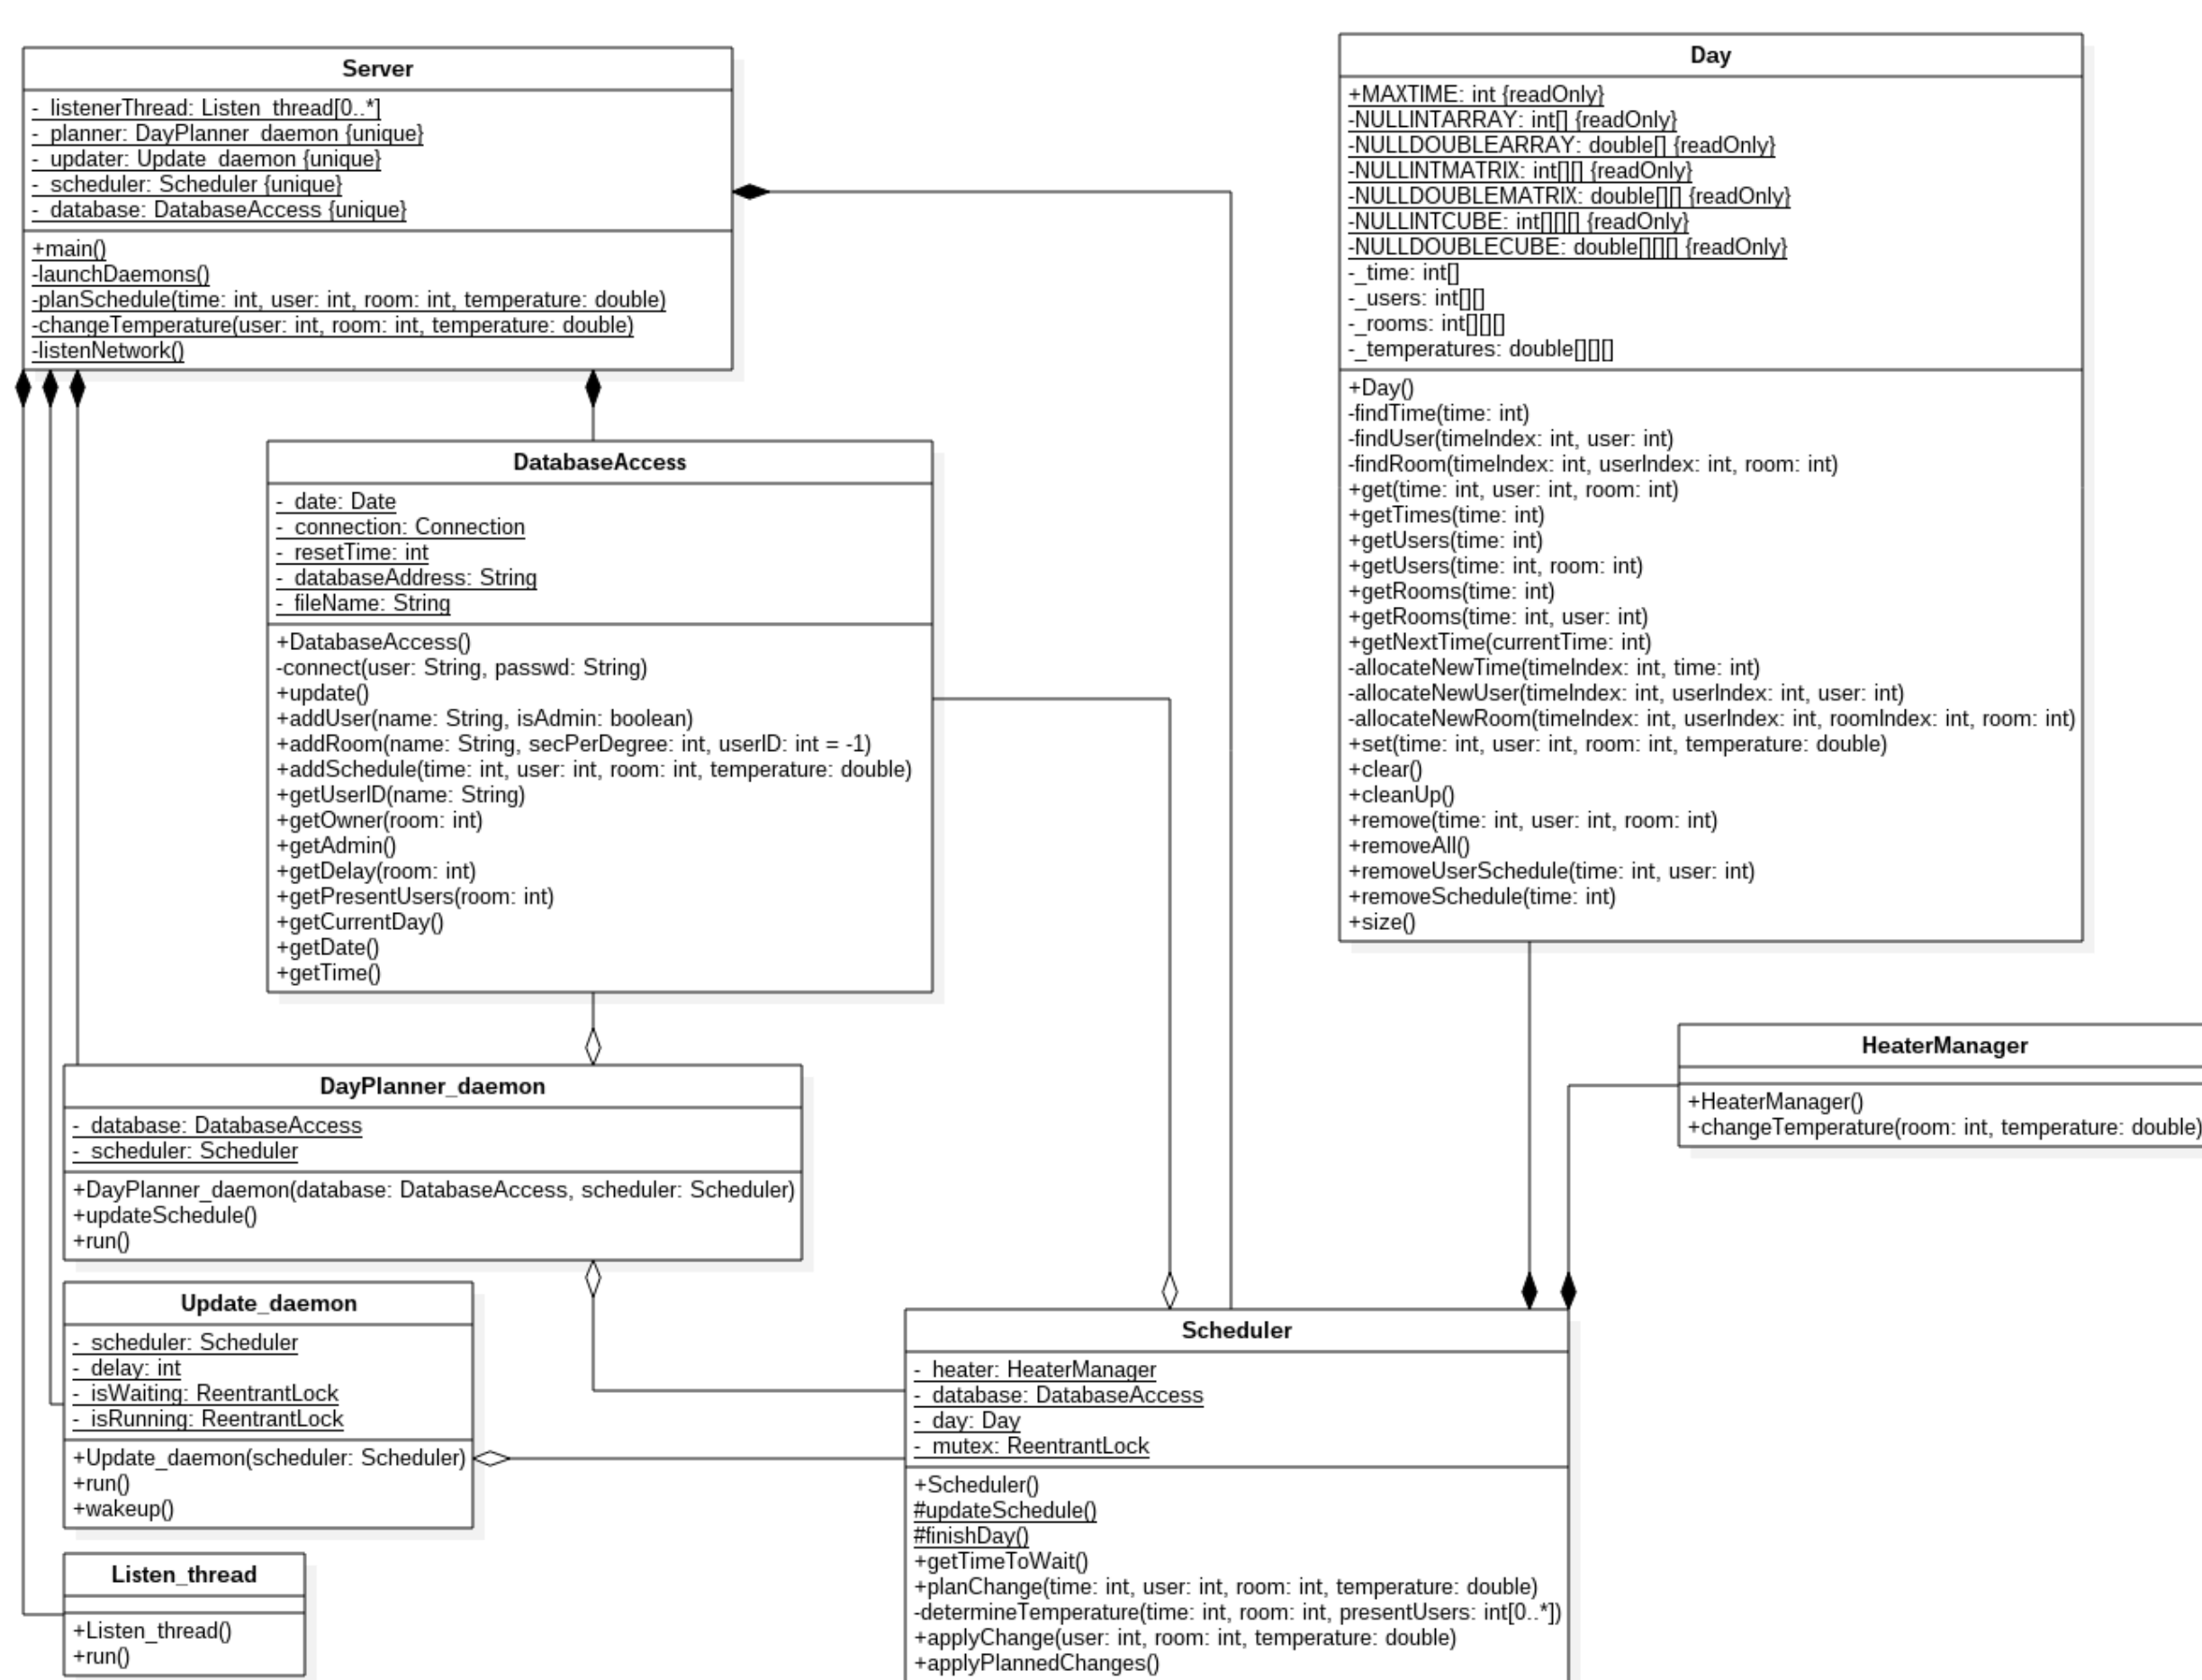 Server
- listenerThread: Listen_thread[0..*]
- planner: DayPlanner_daemon {unique}
- updater: Update_daemon {unique}
- scheduler: Scheduler {unique}
- database: DatabaseAccess {unique}
+main()
-launchDaemons()
-planSchedule(time: int, user: int, room: int, temperature: double)
-changeTemperature(user: int, room: int, temperature: double)
-listenNetwork()
Day
+MAXTIME: int {readOnly}
-NULLINTARRAY: int[] {readOnly}
-NULLDOUBLEARRAY: double[] {readOnly}
-NULLINTMATRIX: int[][] {readOnly}
-NULLDOUBLEMATRIX: double[][] {readOnly}
-NULLINTCUBE: int[][][] {readOnly}
-NULLDOUBLECUBE: double[][][] {readOnly}
-_time: int[]
-_users: int[][]
-_rooms: int[][][]
-_temperatures: double[][][]
+Day()
-findTime(time: int)
-findUser(timeIndex: int, user: int)
-findRoom(timeIndex: int, userIndex: int, room: int)
+get(time: int, user: int, room: int)
+getTimes(time: int)
+getUsers(time: int)
+getUsers(time: int, room: int)
+getRooms(time: int)
+getRooms(time: int, user: int)
+getNextTime(currentTime: int)
-allocateNewTime(timeIndex: int, time: int)
-allocateNewUser(timeIndex: int, userIndex: int, user: int)
-allocateNewRoom(timeIndex: int, userIndex: int, roomIndex: int, room: int)
+set(time: int, user: int, room: int, temperature: double)
+clear()
+cleanUp()
+remove(time: int, user: int, room: int)
+removeAll()
+removeUserSchedule(time: int, user: int)
+removeSchedule(time: int)
+size()
DatabaseAccess
- date: Date
- connection: Connection
- resetTime: int
- databaseAddress: String
- fileName: String
+DatabaseAccess()
-connect(user: String, passwd: String)
+update()
+addUser(name: String, isAdmin: boolean)
+addRoom(name: String, secPerDegree: int, userID: int = -1)
+addSchedule(time: int, user: int, room: int, temperature: double)
+getUserID(name: String)
+getOwner(room: int)
+getAdmin()
+getDelay(room: int)
+getPresentUsers(room: int)
+getCurrentDay()
+getDate()
+getTime()
HeaterManager
+HeaterManager()
+changeTemperature(room: int, temperature: double)
DayPlanner_daemon
- database: DatabaseAccess
- scheduler: Scheduler
+DayPlanner_daemon(database: DatabaseAccess, scheduler: Scheduler)
+updateSchedule()
+run()
Update_daemon
- scheduler: Scheduler
- delay: int
- isWaiting: ReentrantLock
- isRunning: ReentrantLock
+Update_daemon(scheduler: Scheduler)
+run()
+wakeup()
Scheduler
- heater: HeaterManager
- database: DatabaseAccess
- day: Day
- mutex: ReentrantLock
+Scheduler()
#updateSchedule()
#finishDay()
+getTimeToWait()
+planChange(time: int, user: int, room: int, temperature: double)
-determineTemperature(time: int, room: int, presentUsers: int[0..*])
+applyChange(user: int, room: int, temperature: double)
+applyPlannedChanges()
Listen_thread
+Listen_thread()
+run()